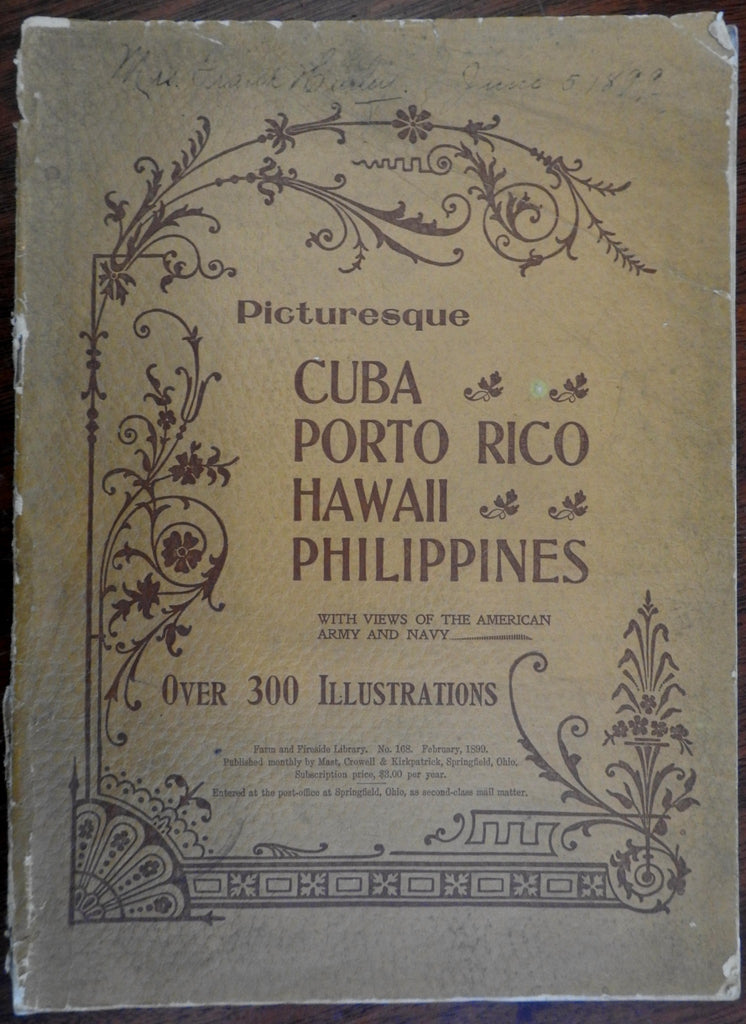 Mrs. Frank June 5 1899
Picturesque
CUBA
PORTO RICO
HAWAII
PHILIPPINES
WITH VIEWS OF THE AMERICAN
ARMY AND NAVY
OVER 300 ILLUSTRATIONS
Farm and Fireside Library. No. 168. February, 1899.
Published monthly by Mast, Crowell & Kirkpatrick, Springfield, Ohio.
Subscription price, $3.00 per year.
Entered at the post-office at Springfield, Ohio, as second-class mail matter.